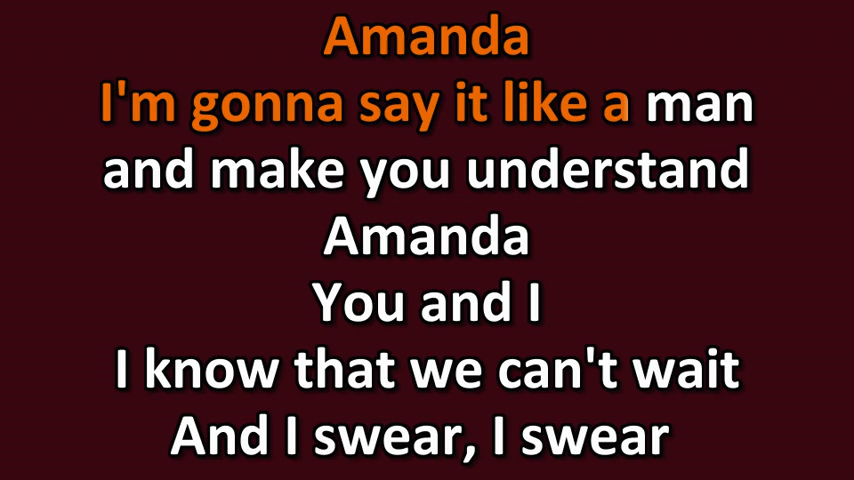 Amanda
I'm gonna say it like a man
and make you understand
Amanda
You and I
I know that we can't wait
And I swear, I swear